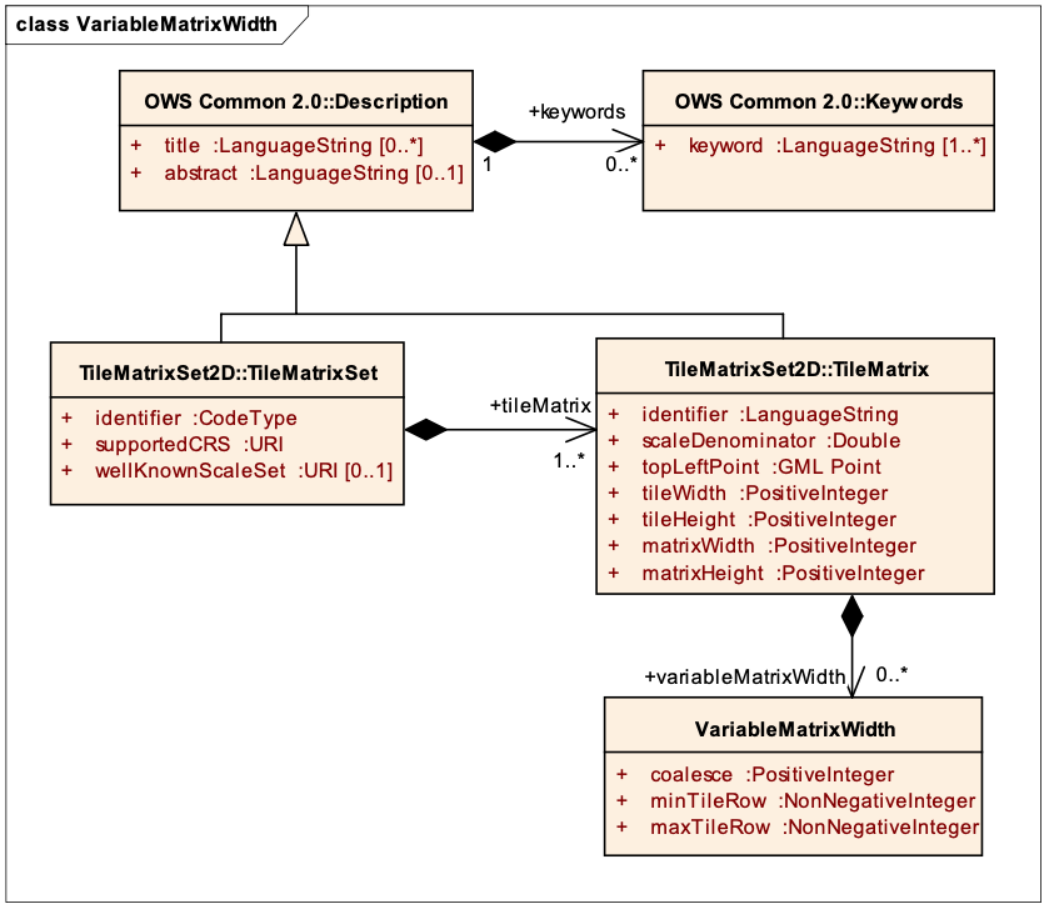 class VariableMatrixWidth
OWS Common 2.0::Description
+ title :LanguageString [0..*]
+ abstract :LanguageString [0..1]
+keywords
1
0..*
OWS Common 2.0::Keywords
+ keyword :LanguageString [1..*]
TileMatrixSet2D::TileMatrixSet
+ identifier :CodeType
+ supportedCRS :URI
+ wellKnownScaleSet :URI [0..1]
+tileMatrix
1..*
TileMatrixSet2D::TileMatrix
+ identifier :LanguageString
+ scaleDenominator :Double
+ topLeftPoint :GML Point
+ tileWidth :PositiveInteger
+ tileHeight :PositiveInteger
+ matrixWidth :PositiveInteger
+ matrixHeight :PositiveInteger
+variableMatrixWidth
0..*
VariableMatrixWidth
+ coalesce :PositiveInteger
+ minTileRow :NonNegativeInteger
+ maxTileRow :NonNegativeInteger